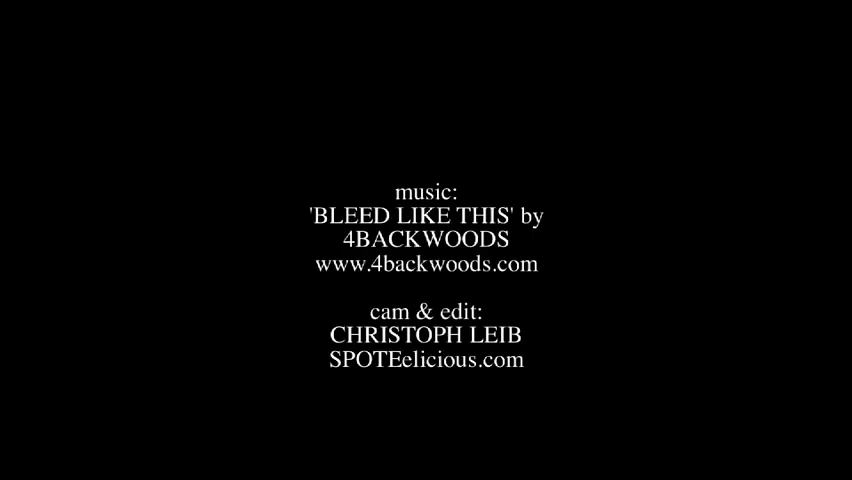 music:
'BLEED LIKE THIS' by
4BACKWOODS
www.4backwoods.com
cam & edit:
CHRISTOPH LEIB
SPOTEelicious.com